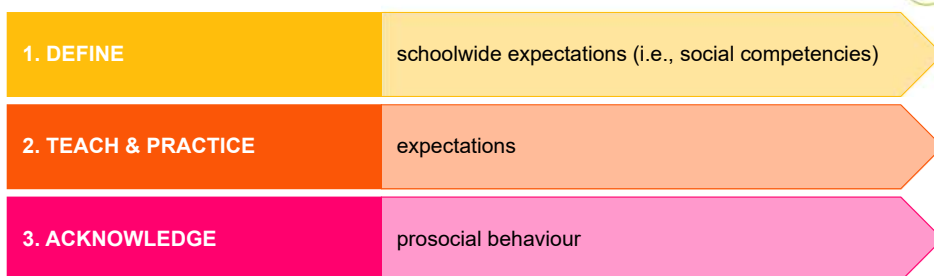 1. DEFINE
schoolwide expectations (i.e., social competencies)
2. TEACH & PRACTICE
expectations
3. ACKNOWLEDGE
prosocial behaviour